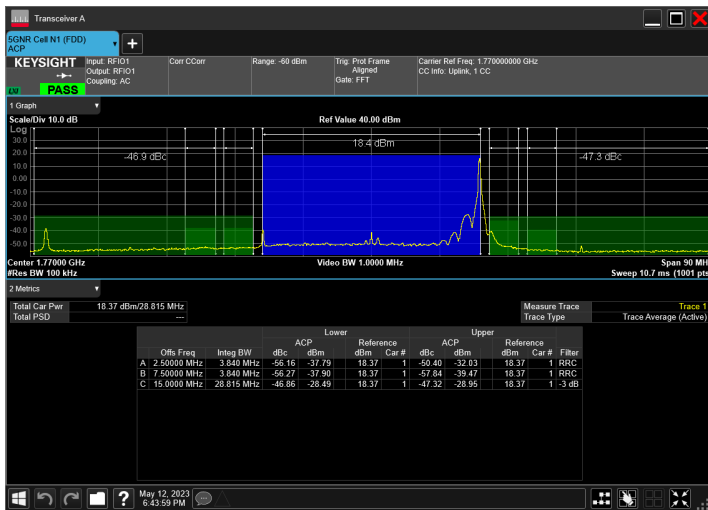 Transceiver A
5GNR Cell N1 (FDD)
ACP
KEYSIGHT
PASS
Input: RFIO1
Output: RFIO1
Coupling: AC
Corr CCorr
Range: -60 dBm
Trig: Prot Frame
Aligned
Gate: FFT
Carrier Ref Freq: 1.770000000 GHz
CC Info: Uplink, 1 CC
1 Graph
Scale/Div 10.0 dB
Ref Value 40.00 dBm
Log
30.0
20.0
10.0
0.00
-10.0
-20.0
-30.0
-40.0
-50.0
-46.9 dBc
18.4 dBm
-47.3 dBc
Center 1.77000 GHz
Video BW 1.0000 MHz
Span 90 MH
#Res BW 100 kHz
Sweep 10.7 ms (1001 pts
2 Metrics
Total Car Pwr 18.37 dBm/28.815 MHz
Total PSD ---
Measure Trace Trace 1
Trace Type Trace Average (Active)
Lower Upper
ACP Reference ACP Reference
Offs Freq Integ BW dBc dBm dBm Car # dBc dBm dBm Car # Filter
A 2.50000 MHz 3.840 MHz -56.16 -37.79 18.37 1 -50.40 -32.03 18.37 1 RRC
B 7.50000 MHz 3.840 MHz -56.27 -37.90 18.37 1 -57.84 -39.47 18.37 1 RRC
C 15.0000 MHz 28.815 MHz -46.86 -28.49 18.37 1 -47.32 -28.95 18.37 1 -3 dB
May 12, 2023
6:43:59 PM